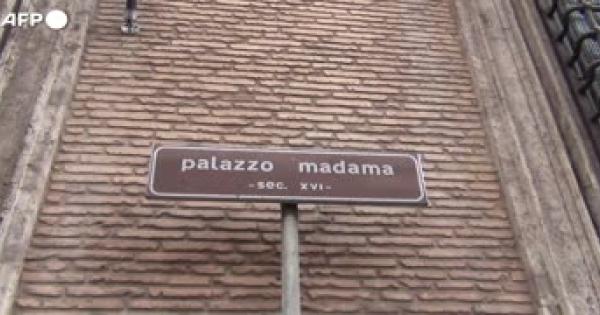 AFP
palazzo madama
-sec. XVI-